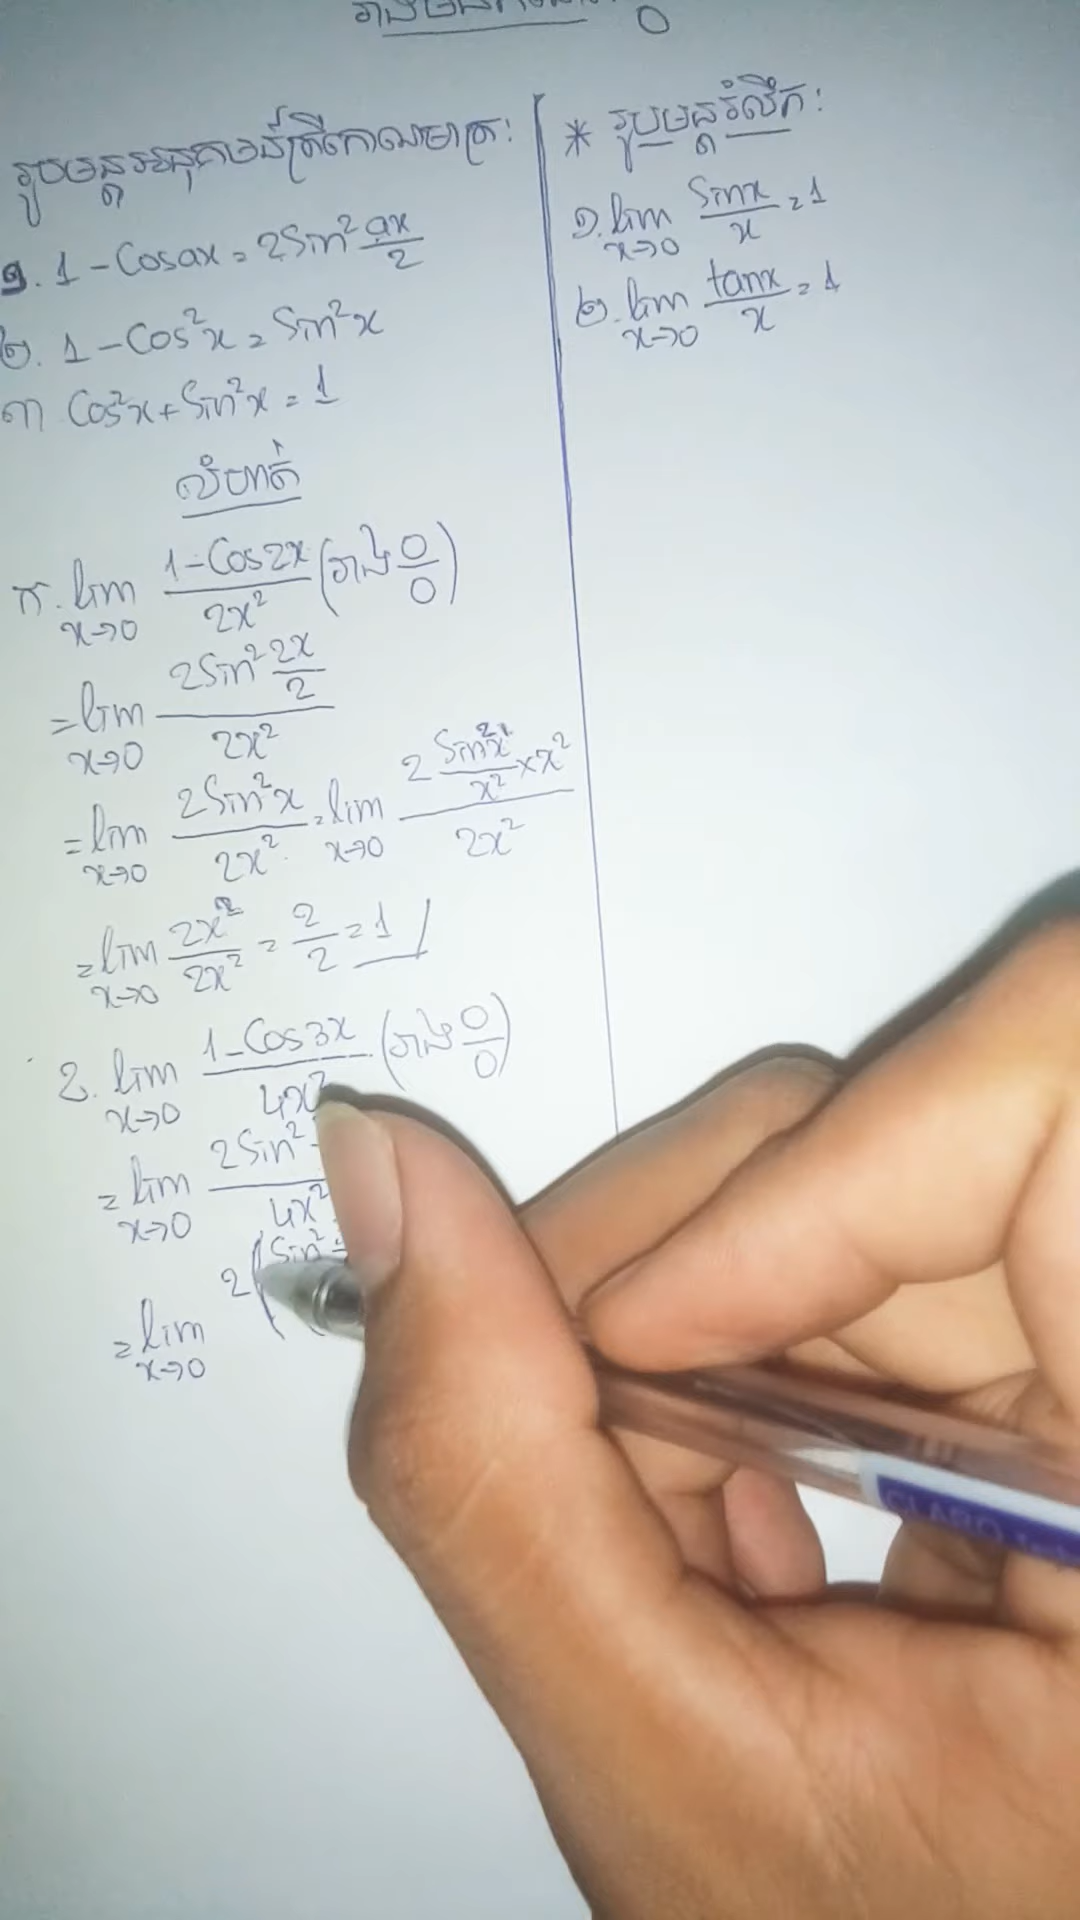 រូបមន្តអនុគមន៍ត្រីកោណមាត្រ:
១. 1 - Cosax = 2Sin² ax/2
២. 1 - Cos²x = Sin²x
៣ Cos²x + Sin²x = 1
* រូបមន្តរំលឹក:
១. lim x→0 Sinx/x = 1
២. lim x→0 tanx/x = 1
លំហាត់
ក. lim x→0 1-Cos2x/2x² (រាង 0/0)
= lim x→0 2Sin² 2x/2 / 2x²
= lim x→0 2Sin²x/2x² = lim x→0 2 Sin²x/x² × x² / 2x²
= lim x→0 2x²/2x² = 2/2 = 1
2. lim x→0 1-Cos3x/4x² (រាង 0/0)
= lim x→0 2Sin² / 4x²
= lim x→0 2(Sin²